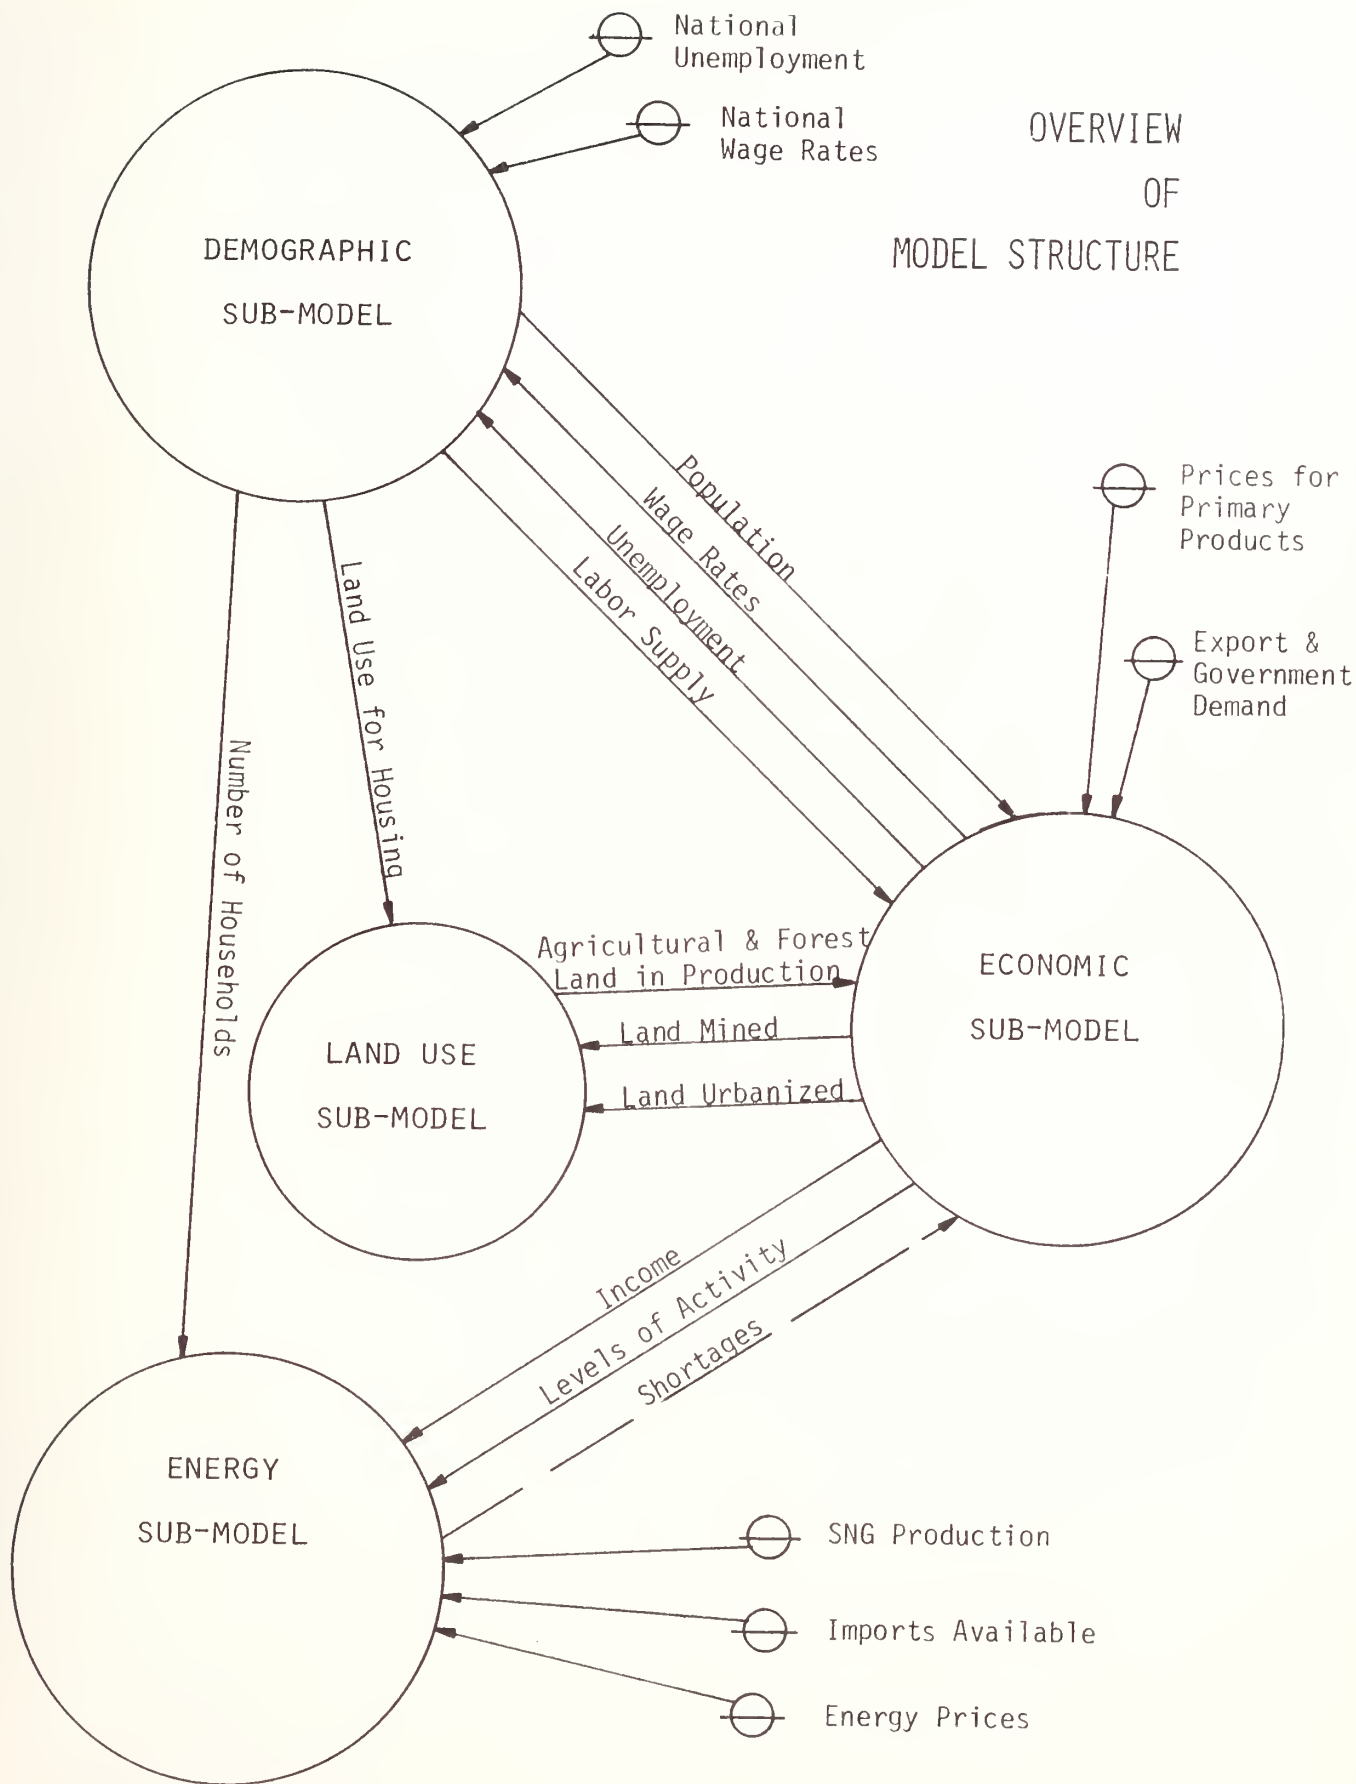 National
Unemployment
National
Wage Rates
OVERVIEW
OF
MODEL STRUCTURE
DEMOGRAPHIC
SUB-MODEL
Population
Wage Rates
Unemployment
Labor Supply
Prices for
Primary
Products
Export &
Government
Demand
Land Use for Housing
Number of Households
Agricultural & Forest
Land in Production
Land Mined
Land Urbanized
ECONOMIC
SUB-MODEL
LAND USE
SUB-MODEL
Income
Levels of Activity
Shortages
ENERGY
SUB-MODEL
SNG Production
Imports Available
Energy Prices